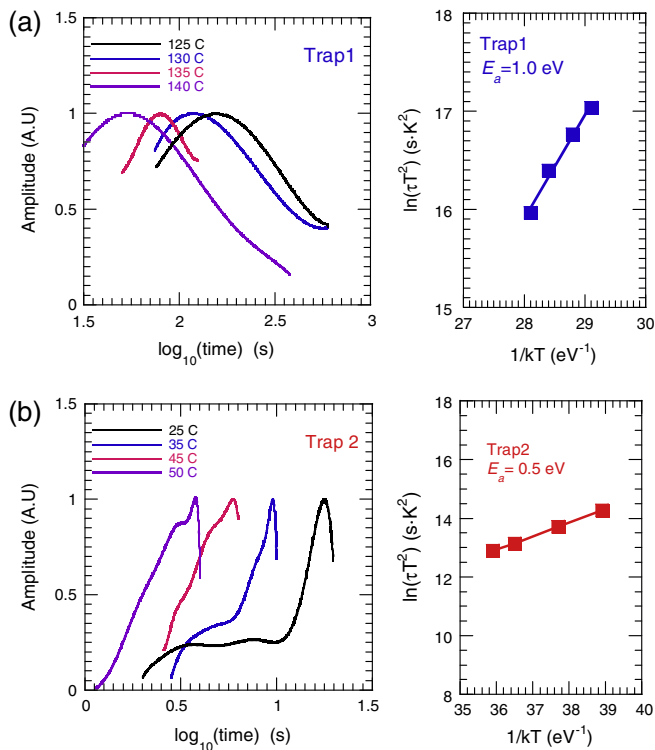 (a)
125 C
130 C
135 C
140 C
Trap1
Amplitude (A.U)
1.5
1
0.5
0
1.5
2
2.5
3
log10(time) (s)
Trap1
Ea=1.0 eV
ln(τT²) (s·K²)
18
17
16
15
27
28
29
30
1/kT (eV⁻¹)
(b)
25 C
35 C
45 C
50 C
Trap 2
Amplitude (A.U)
1.5
1
0.5
0
0
0.5
1.0
1.5
log10(time) (s)
Trap2
Ea= 0.5 eV
ln(τT²) (s·K²)
18
16
14
12
10
8
35
36
37
38
39
40
41
1/kT (eV⁻¹)